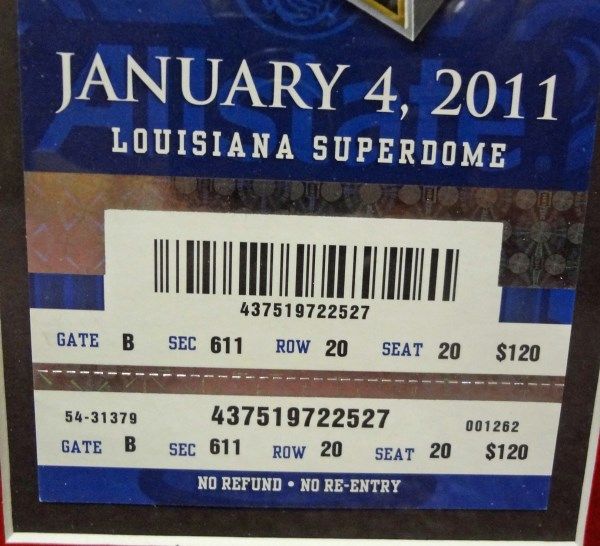 JANUARY 4, 2011
Allstate.
LOUISIANA SUPERDOME
437519722527
GATE B SEC 611 ROW 20 SEAT 20 $120
54-31379 437519722527 001262
GATE B SEC 611 ROW 20 SEAT 20 $120
NO REFUND • NO RE-ENTRY